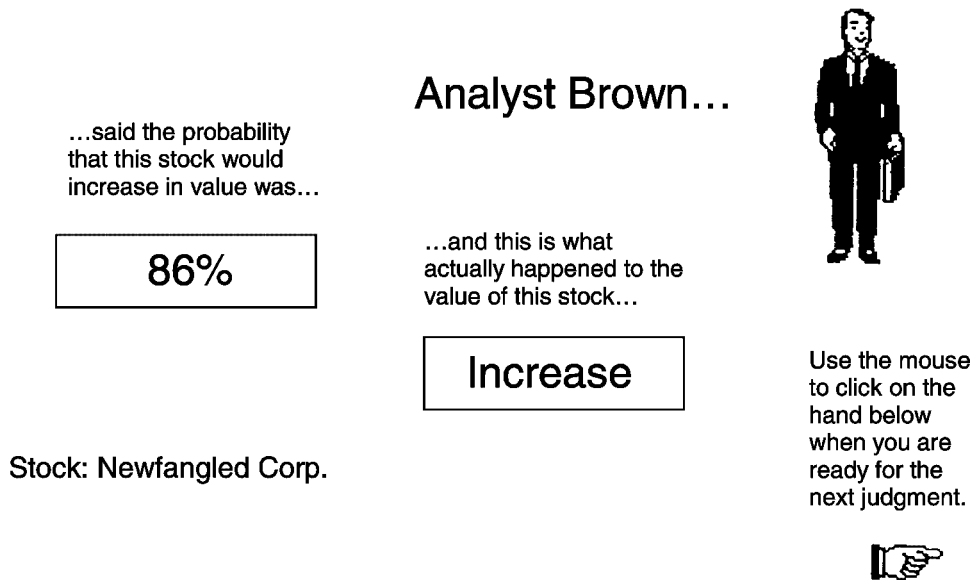 Analyst Brown…
…said the probability
that this stock would
increase in value was…
86%
…and this is what
actually happened to the
value of this stock…
Increase
Stock: Newfangled Corp.
Use the mouse
to click on the
hand below
when you are
ready for the
next judgment.